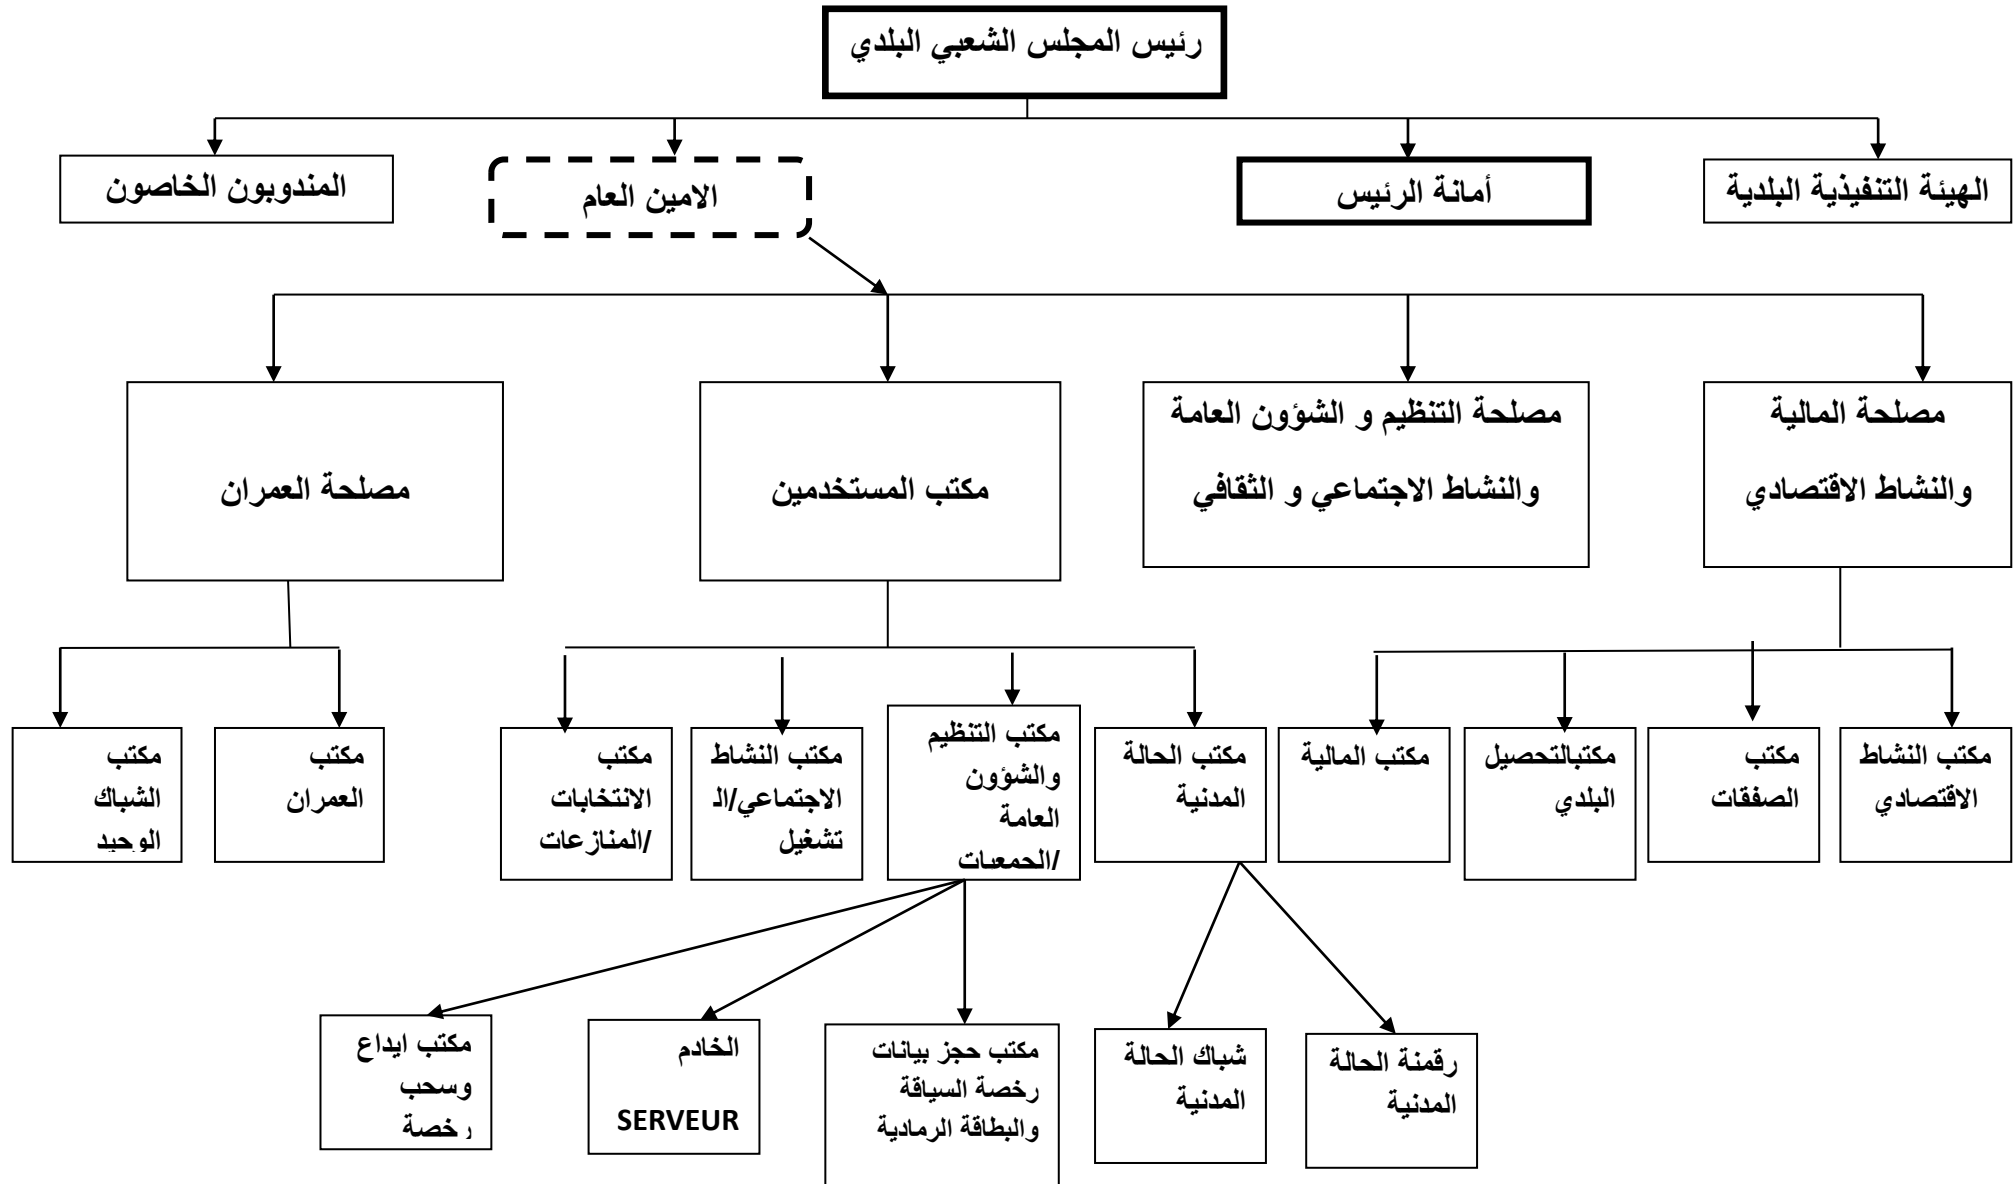 رئيس المجلس الشعبي البلدي
الهيئة التنفيذية البلدية
أمانة الرئيس
الامين العام
المندوبون الخاصون
مصلحة المالية
والنشاط الاقتصادي
مصلحة التنظيم و الشؤون العامة
والنشاط الاجتماعي و الثقافي
مكتب المستخدمين
مصلحة العمران
مكتب النشاط
الاقتصادي
مكتب
الصفقات
مكتبالتحصيل
البلدي
مكتب المالية
مكتب الحالة
المدنية
مكتب التنظيم
والشؤون
العامة
/الجمعيات
مكتب النشاط
الاجتماعي/ال
تشغيل
مكتب
الانتخابات
/المنازعات
مكتب
العمران
مكتب
الشباك
الوحيد
رقمنة الحالة
المدنية
شباك الحالة
المدنية
مكتب حجز بيانات
رخصة السياقة
والبطاقة الرمادية
الخادم
SERVEUR
مكتب ايداع
وسحب
رخصة